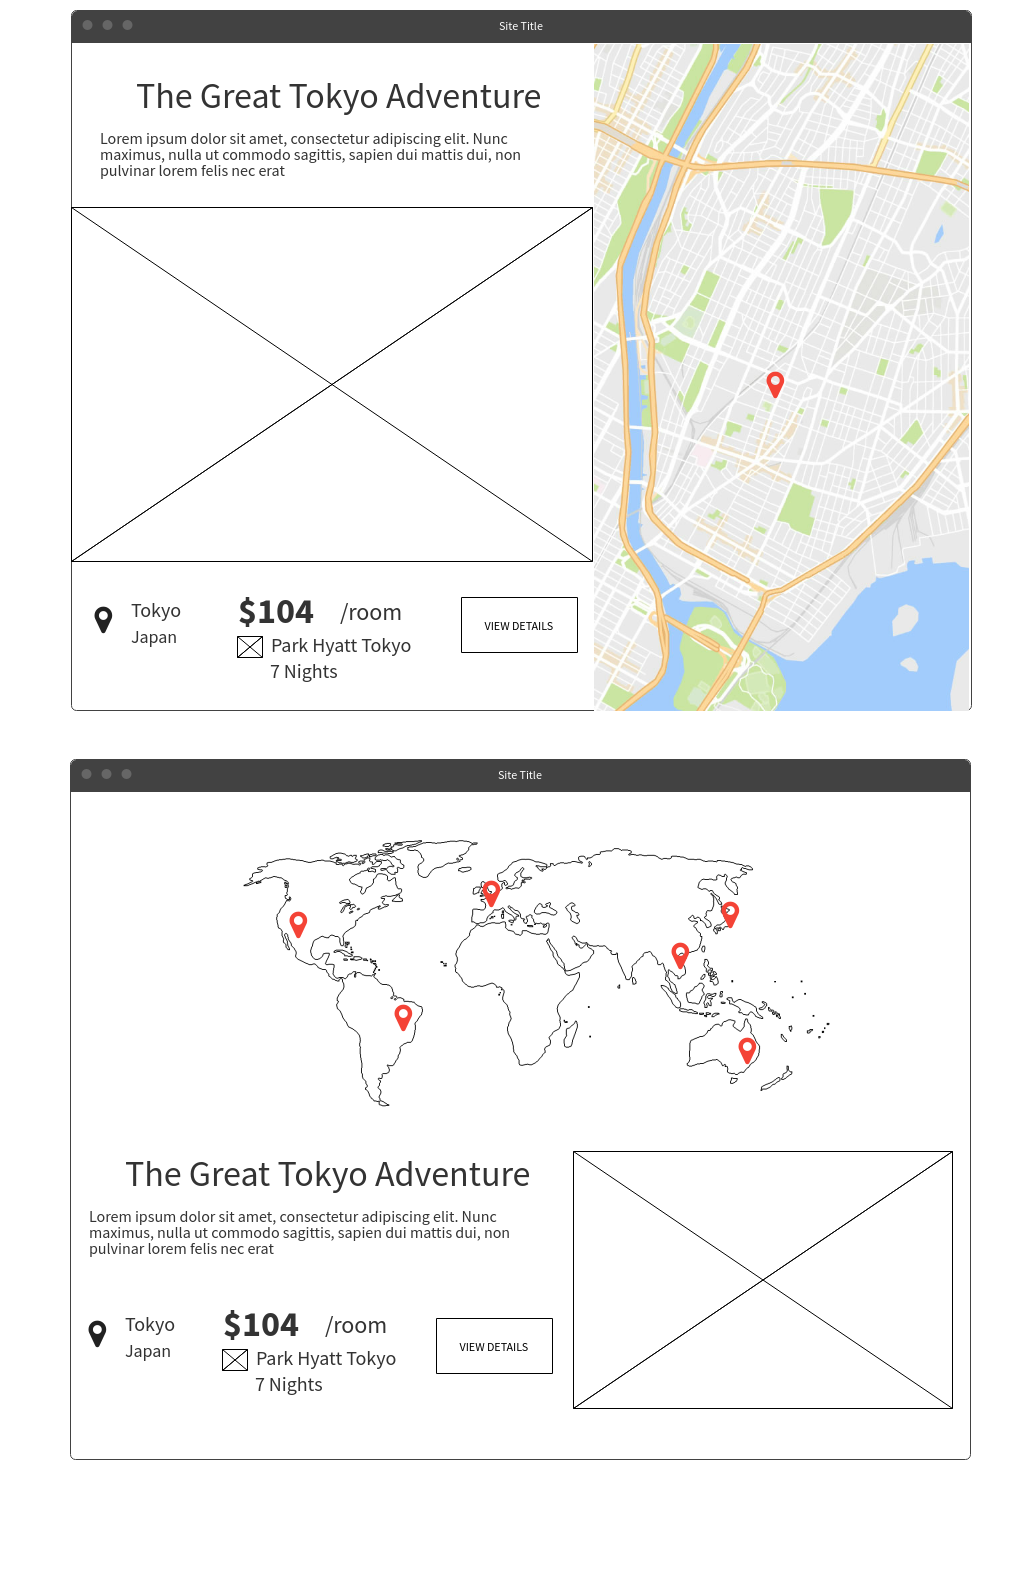 Site Title
The Great Tokyo Adventure
Lorem ipsum dolor sit amet, consectetur adipiscing elit. Nunc
maximus, nulla ut commodo sagittis, sapien dui mattis dui, non
pulvinar lorem felis nec erat
Tokyo
Japan
$104 /room
Park Hyatt Tokyo
7 Nights
VIEW DETAILS
Site Title
The Great Tokyo Adventure
Lorem ipsum dolor sit amet, consectetur adipiscing elit. Nunc
maximus, nulla ut commodo sagittis, sapien dui mattis dui, non
pulvinar lorem felis nec erat
Tokyo
Japan
$104 /room
Park Hyatt Tokyo
7 Nights
VIEW DETAILS